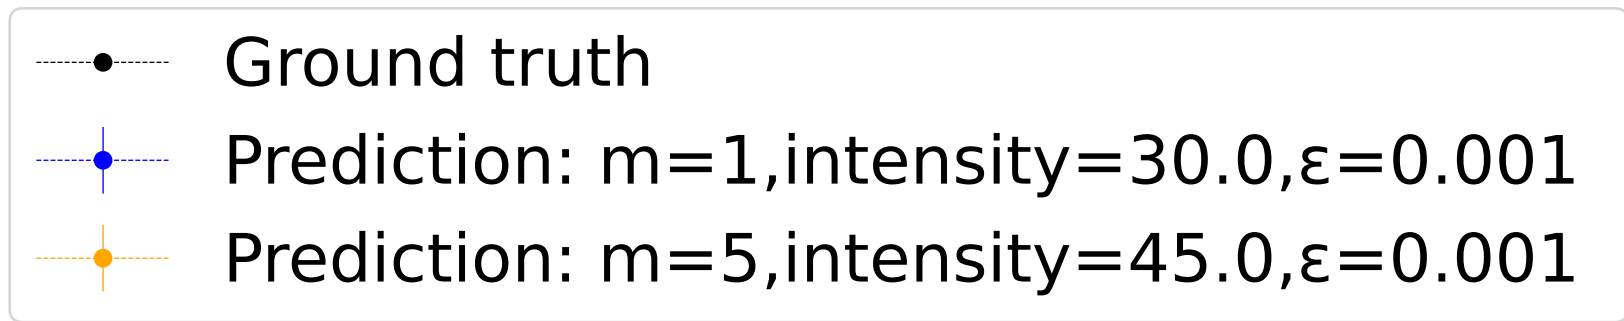 Ground truth
Prediction: m=1,intensity=30.0,ε=0.001
Prediction: m=5,intensity=45.0,ε=0.001